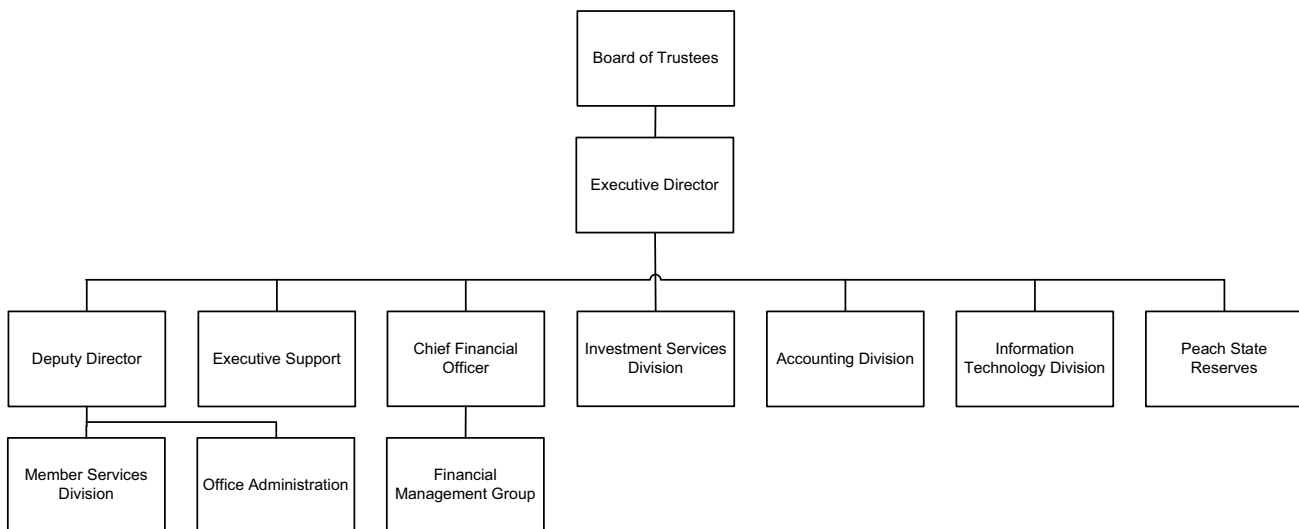 Board of Trustees
Executive Director
Deputy Director
Executive Support
Chief Financial
Officer
Investment Services
Division
Accounting Division
Information
Technology Division
Peach State
Reserves
Member Services
Division
Office Administration
Financial
Management Group